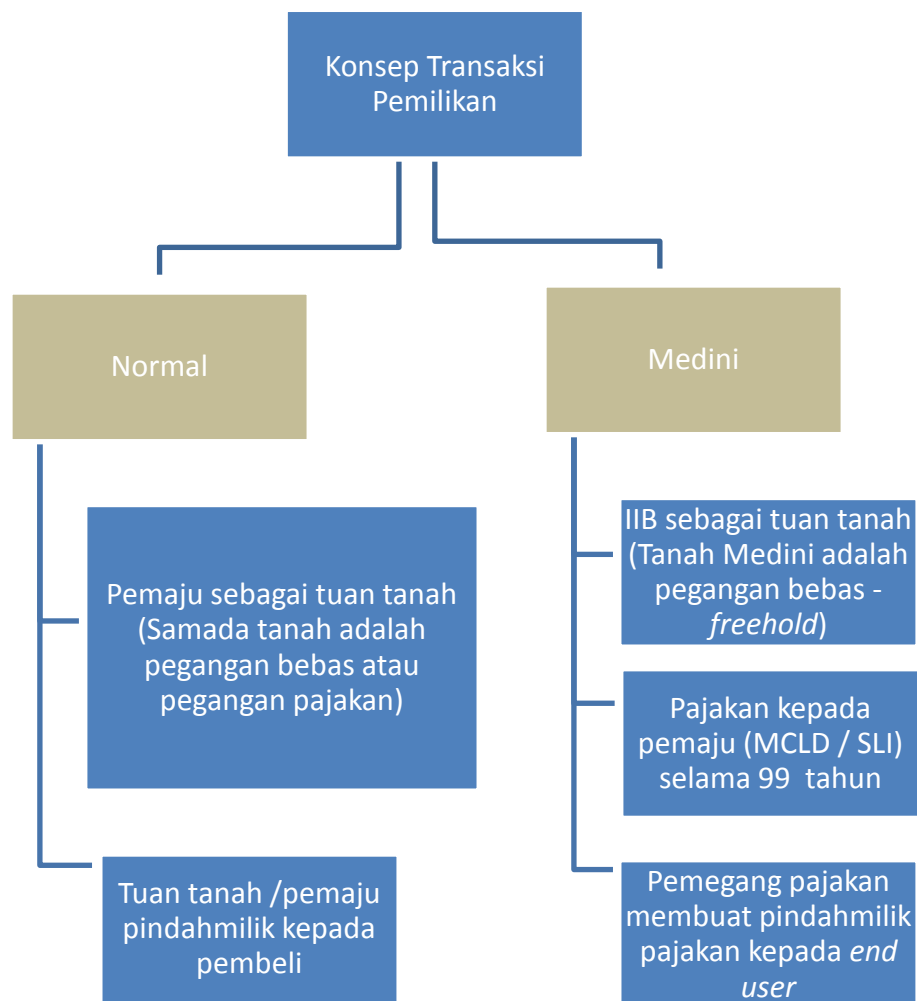 Konsep Transaksi
Pemilikan
Normal
Medini
Pemaju sebagai tuan tanah
(Samada tanah adalah
pegangan bebas atau
pegangan pajakan)
Tuan tanah /pemaju
pindahmilik kepada
pembeli
IIB sebagai tuan tanah
(Tanah Medini adalah
pegangan bebas -
freehold)
Pajakan kepada
pemaju (MCLD / SLI)
selama 99 tahun
Pemegang pajakan
membuat pindahmilik
pajakan kepada end
user